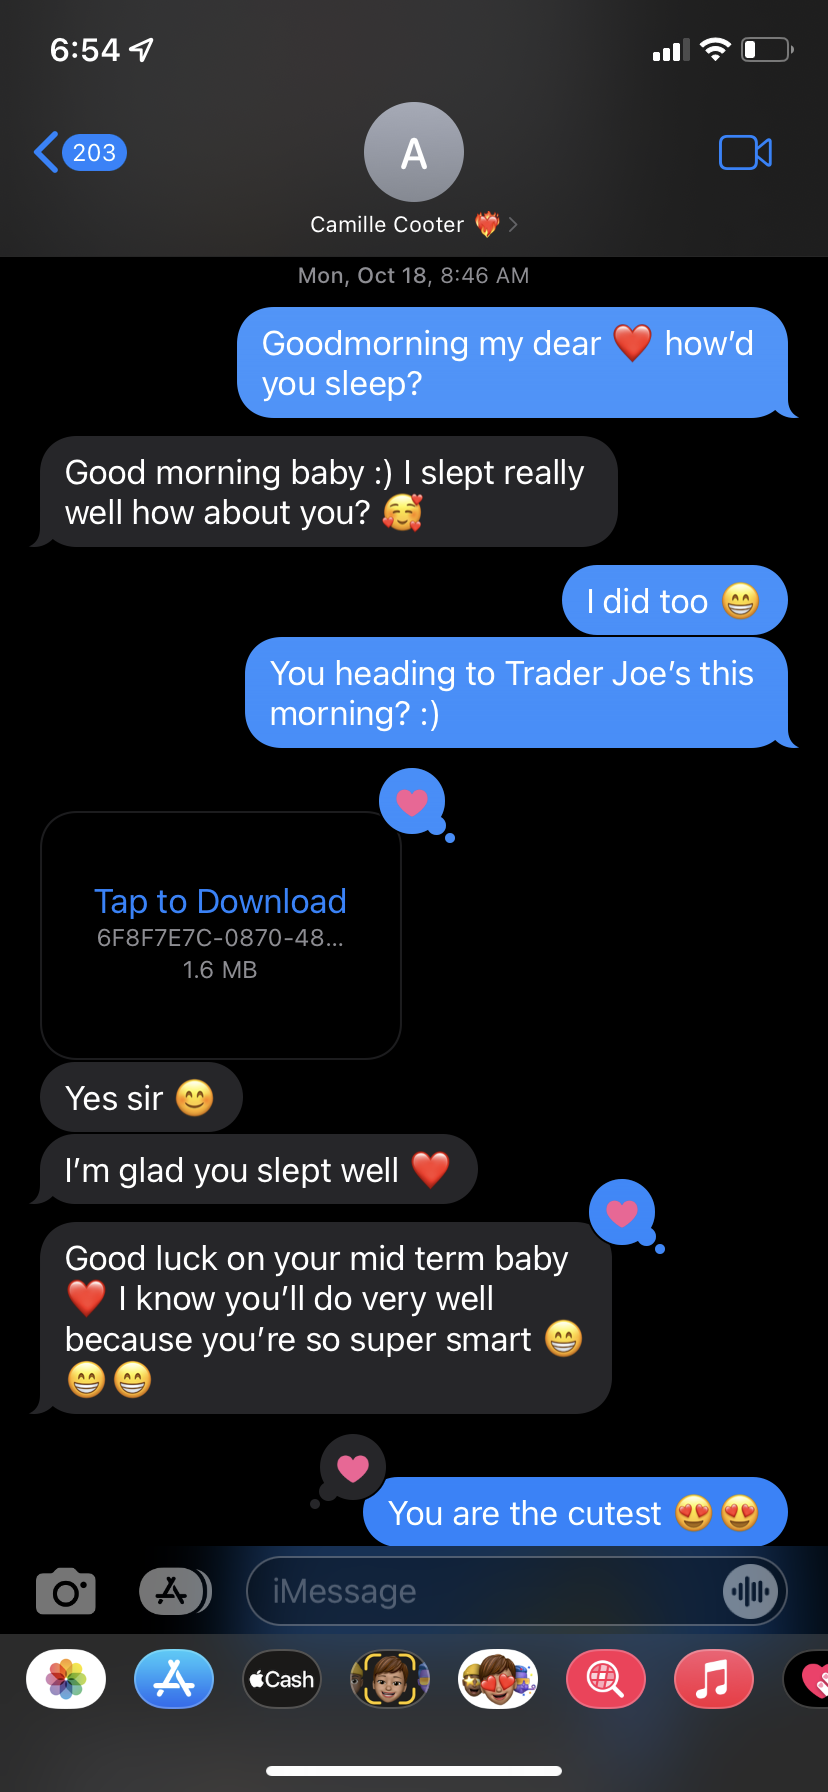 6:54
203
A
Camille Cooter ❤️‍🔥
Mon, Oct 18, 8:46 AM
Goodmorning my dear ❤️ how’d
you sleep?
Good morning baby :) I slept really
well how about you? 🥰
I did too 😁
You heading to Trader Joe’s this
morning? :)
Tap to Download
6F8F7E7C-0870-48...
1.6 MB
Yes sir 😊
I’m glad you slept well ❤️
Good luck on your mid term baby
❤️ I know you’ll do very well
because you’re so super smart 😁
😁😁
You are the cutest 😍😍
iMessage
Cash